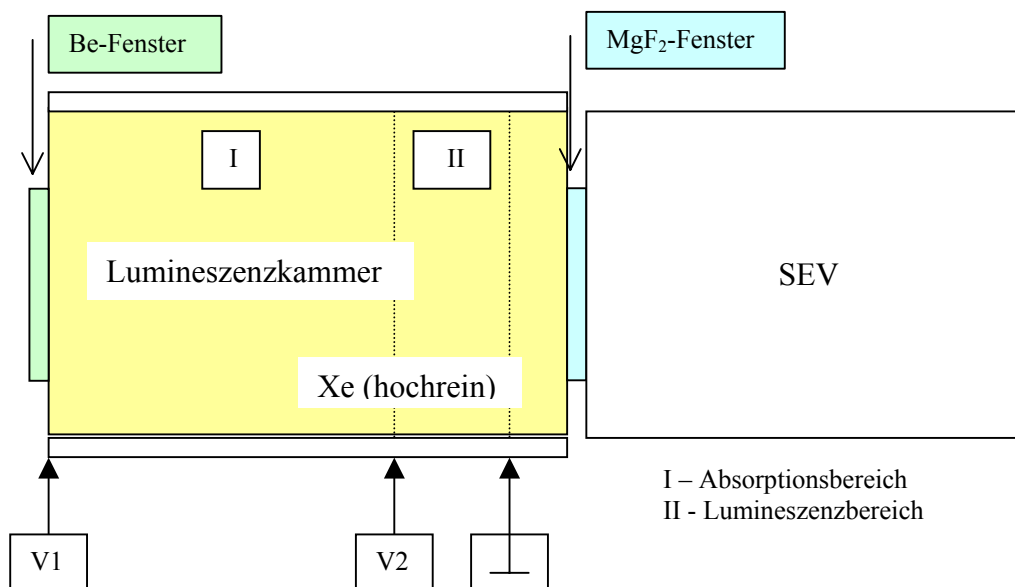 Be-Fenster
MgF₂-Fenster
I
II
Lumineszenzkammer
SEV
Xe (hochrein)
I – Absorptionsbereich
II - Lumineszenzbereich
V1
V2